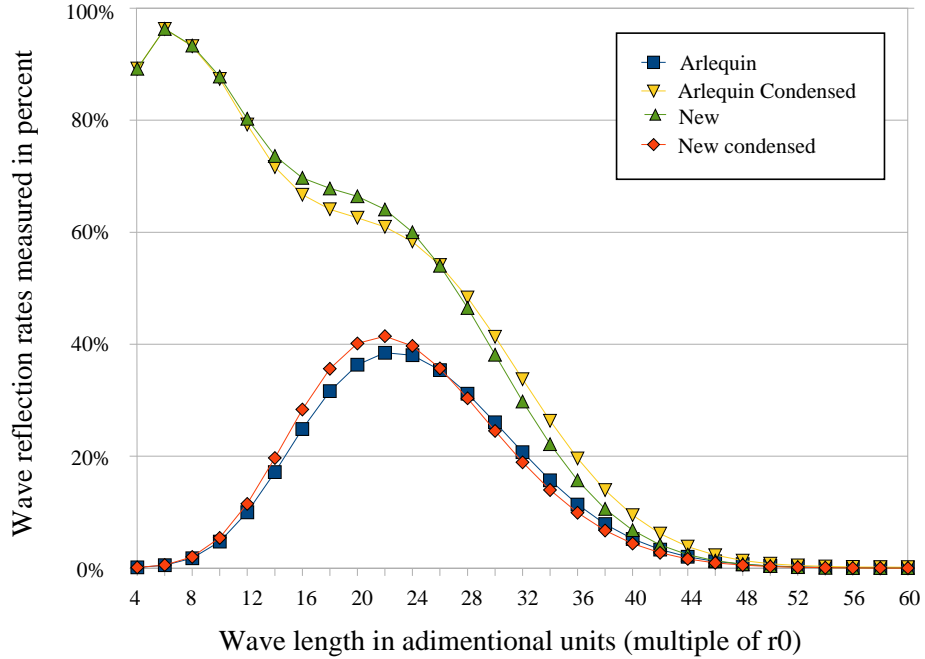 Wave reflection rates measured in percent
100%
80%
60%
40%
20%
0%
Arlequin
Arlequin Condensed
New
New condensed
4 8 12 16 20 24 28 32 36 40 44 48 52 56 60
Wave length in adimentional units (multiple of r0)